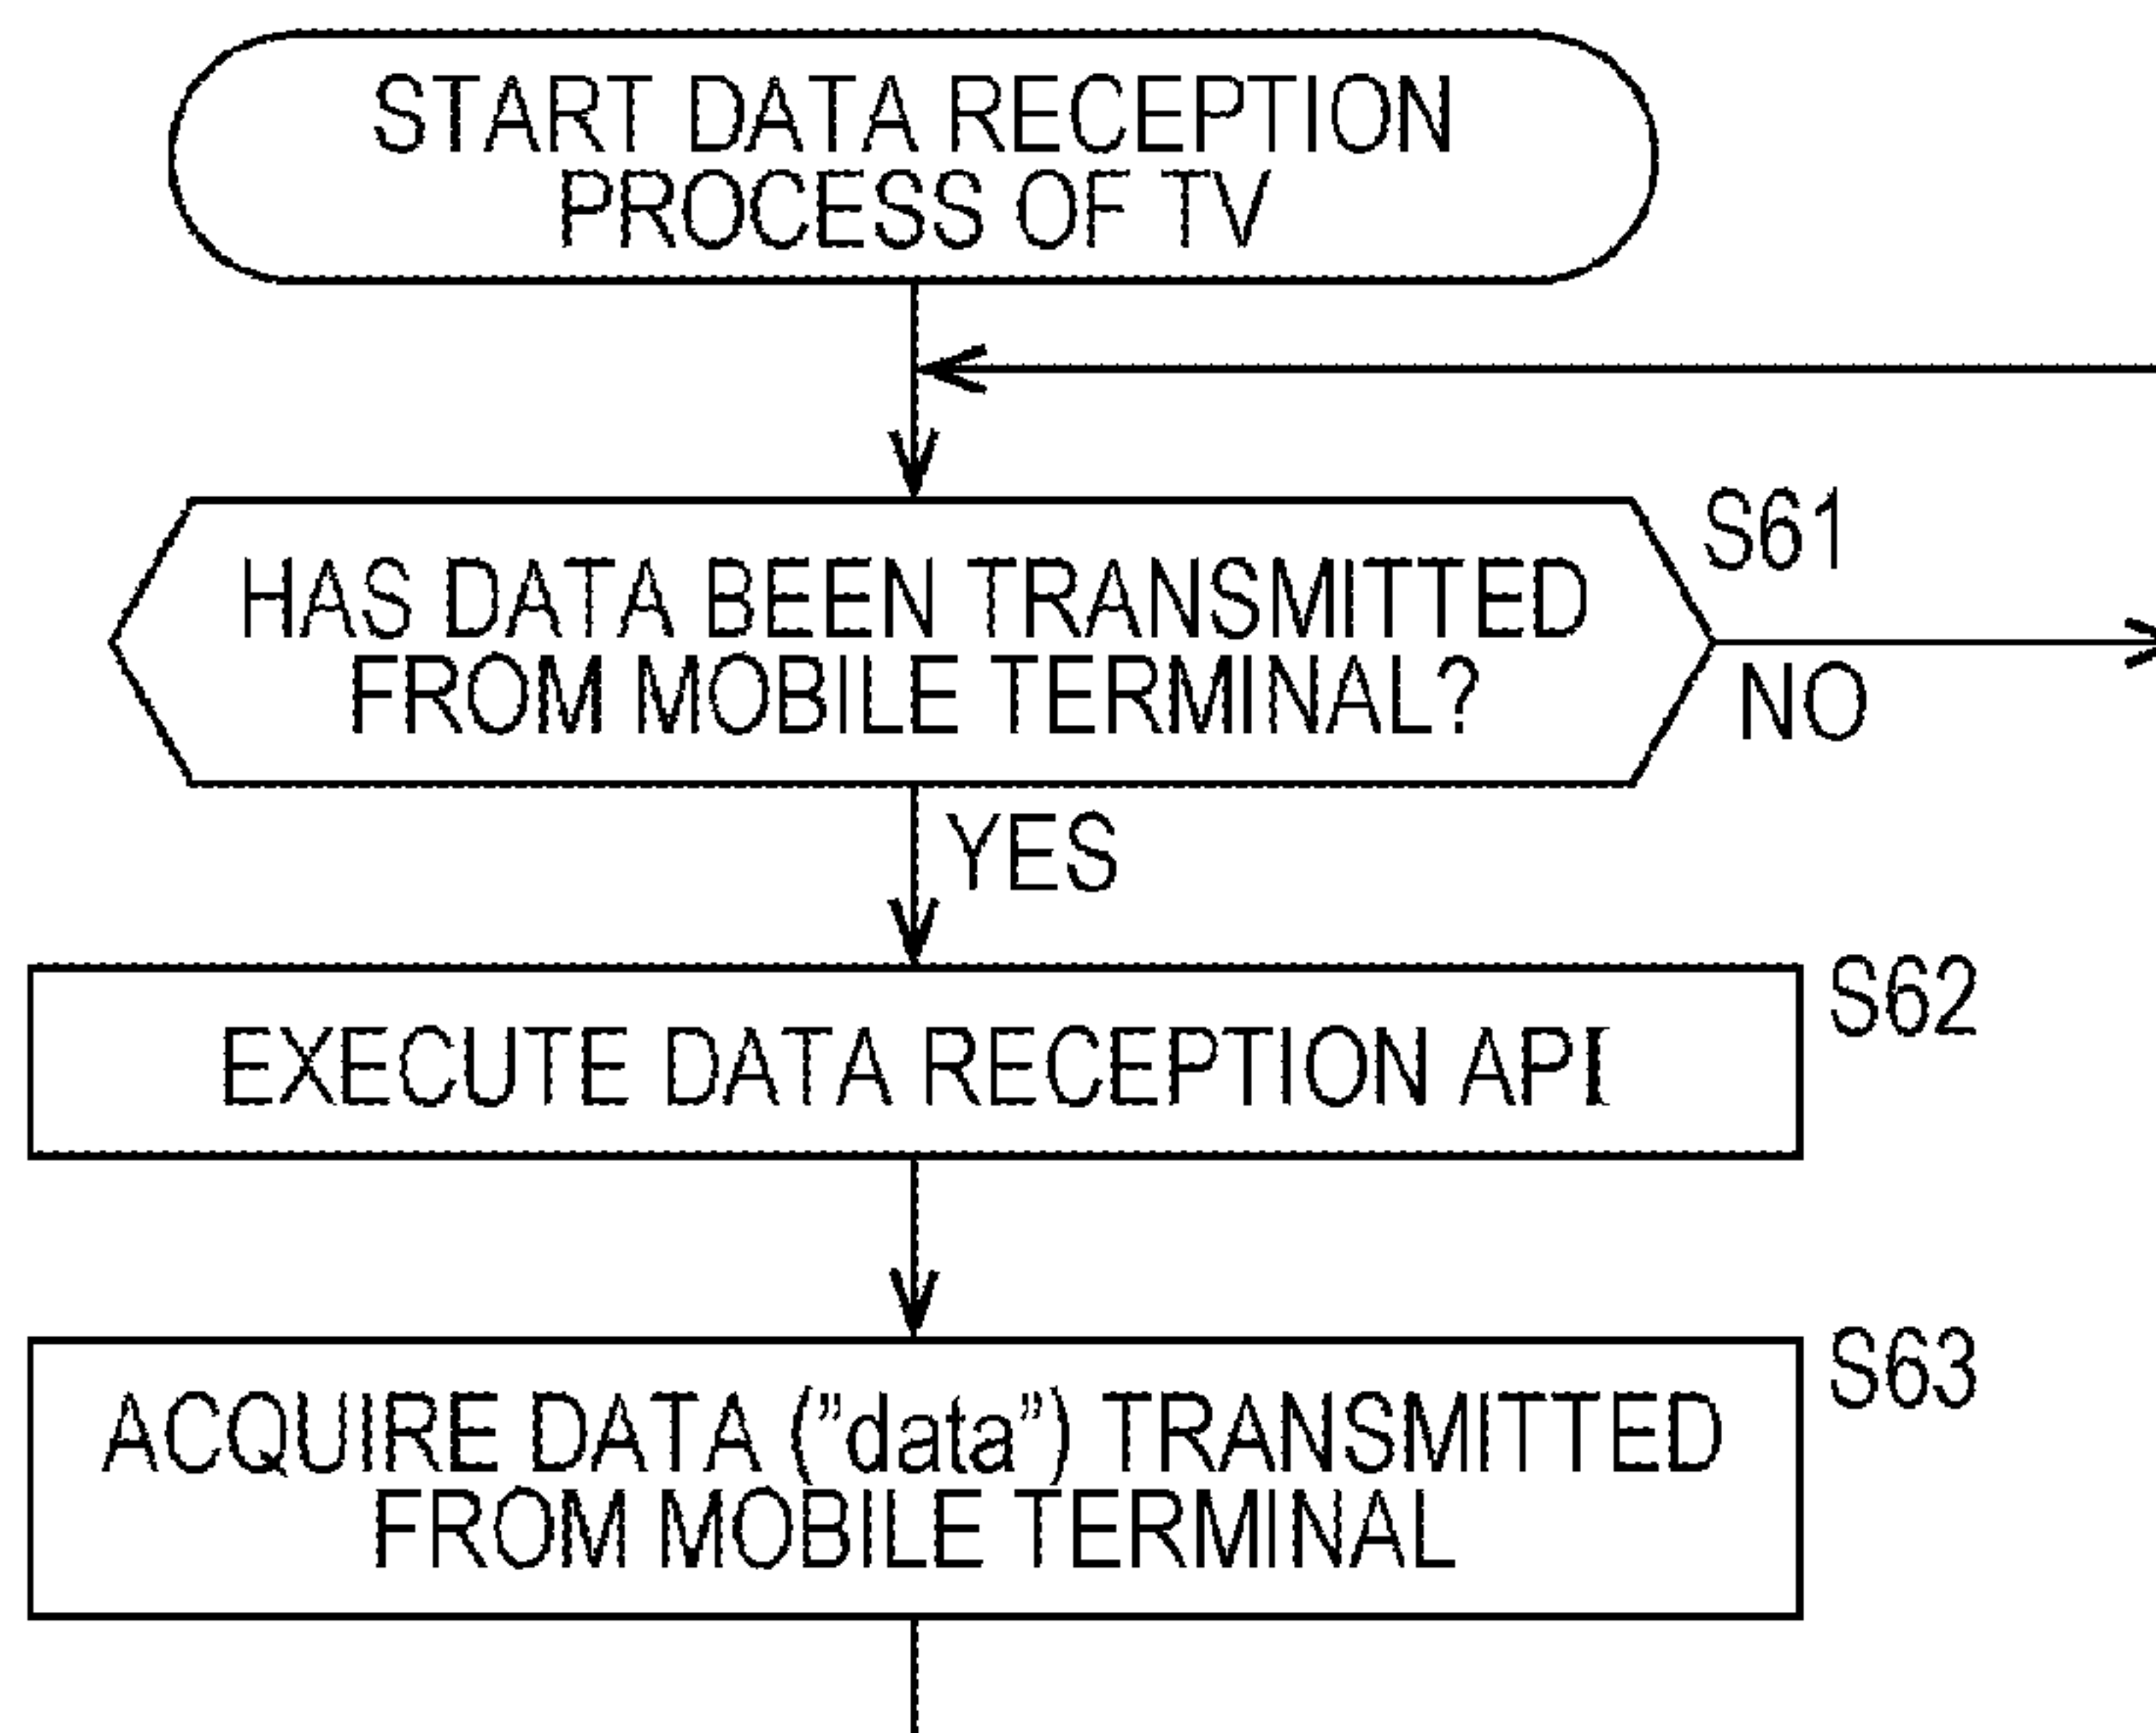 START DATA RECEPTION
PROCESS OF TV
S61
HAS DATA BEEN TRANSMITTED
FROM MOBILE TERMINAL?
NO
YES
S62
EXECUTE DATA RECEPTION API
S63
ACQUIRE DATA (”data”) TRANSMITTED
FROM MOBILE TERMINAL